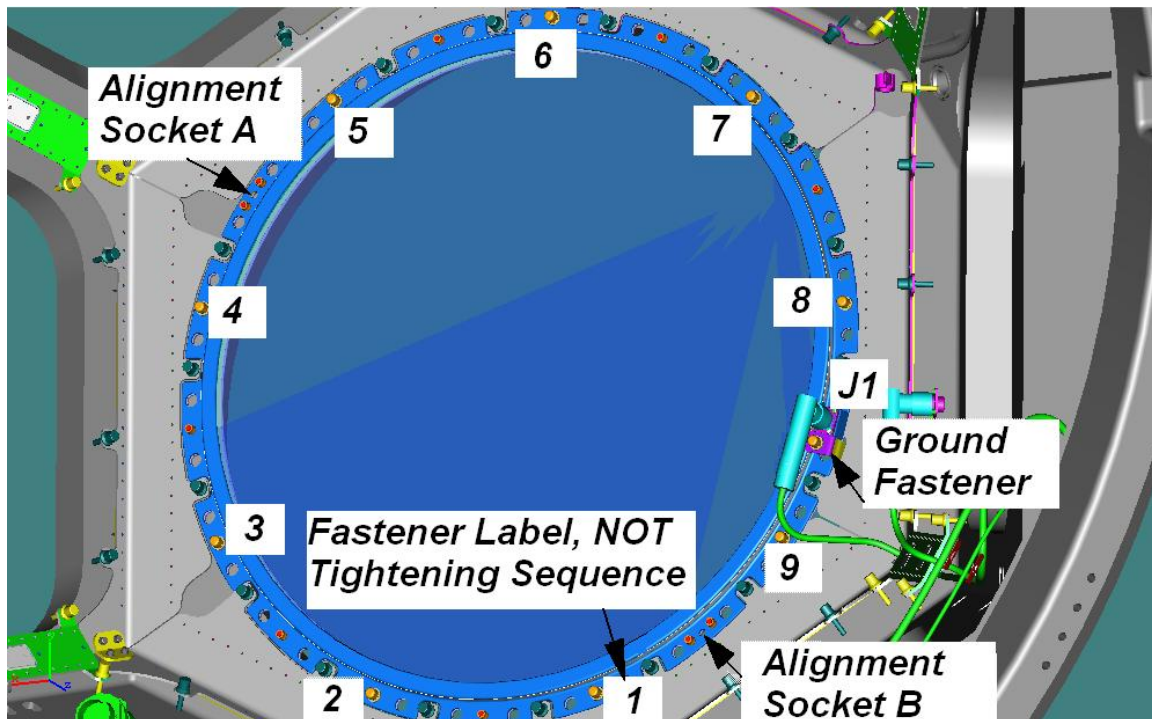 6
Alignment
Socket A
5
7
4
8
J1
Ground
Fastener
3
Fastener Label, NOT
Tightening Sequence
9
2
1
Alignment
Socket B